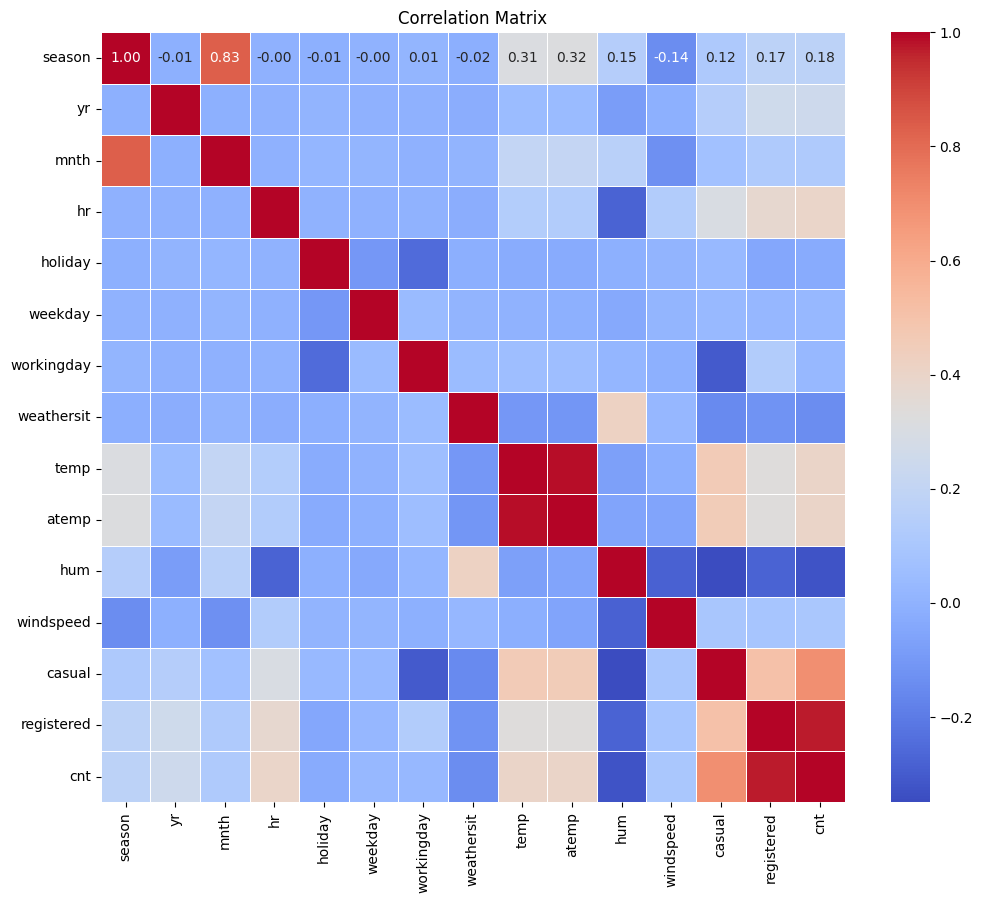 Correlation Matrix
season 1.00 -0.01 0.83 -0.00 -0.01 -0.00 0.01 -0.02 0.31 0.32 0.15 -0.14 0.12 0.17 0.18
yr
mnth
hr
holiday
weekday
workingday
weathersit
temp
atemp
hum
windspeed
casual
registered
cnt
season yr mnth hr holiday weekday workingday weathersit temp atemp hum windspeed casual registered cnt
1.0
0.8
0.6
0.4
0.2
0.0
−0.2